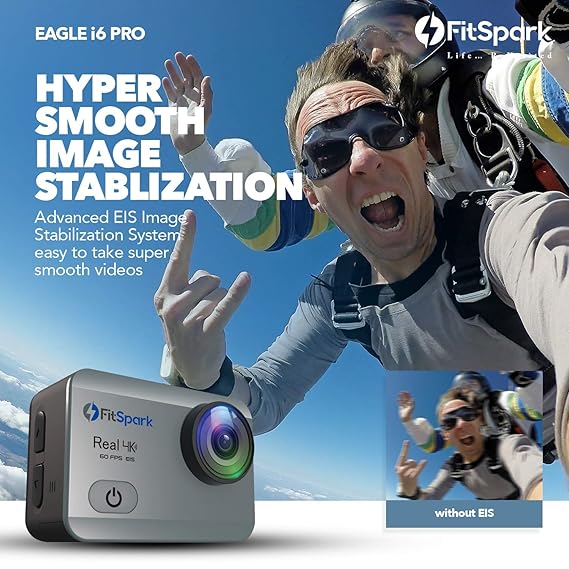 EAGLE i6 PRO
FitSpark
Life...
HYPER
SMOOTH
IMAGE
STABLIZATION
Advanced EIS Image
Stabilization System
easy to take super
smooth videos
FitSpark
Real 4K
60 FPS EIS
without EIS